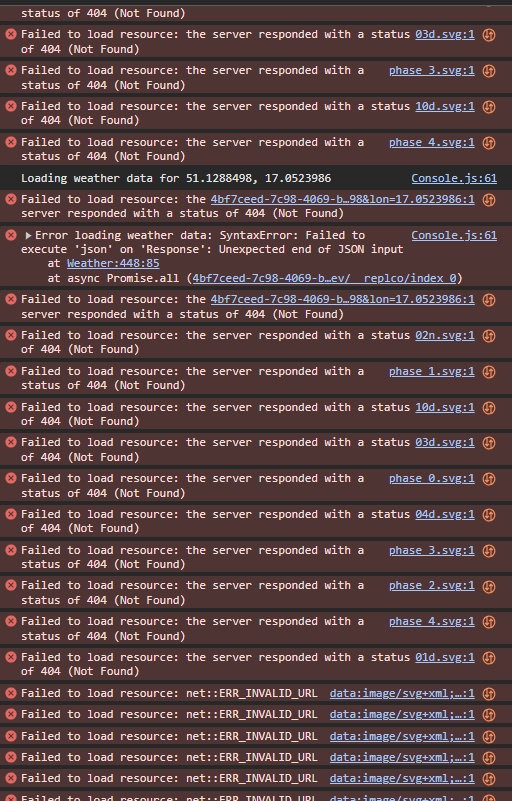 status of 404 (Not Found)
Failed to load resource: the server responded with a status 03d.svg:1
of 404 (Not Found)
Failed to load resource: the server responded with a phase_3.svg:1
status of 404 (Not Found)
Failed to load resource: the server responded with a status 10d.svg:1
of 404 (Not Found)
Failed to load resource: the server responded with a phase_4.svg:1
status of 404 (Not Found)
Loading weather data for 51.1288498, 17.0523986 Console.js:61
Failed to load resource: the 4bf7ceed-7c98-4069-b…98&lon=17.0523986:1
server responded with a status of 404 (Not Found)
Error loading weather data: SyntaxError: Failed to Console.js:61
execute 'json' on 'Response': Unexpected end of JSON input
at Weather:448:85
at async Promise.all (4bf7ceed-7c98-4069-b…ev/__replco/index 0)
Failed to load resource: the 4bf7ceed-7c98-4069-b…98&lon=17.0523986:1
server responded with a status of 404 (Not Found)
Failed to load resource: the server responded with a status 02n.svg:1
of 404 (Not Found)
Failed to load resource: the server responded with a phase_1.svg:1
status of 404 (Not Found)
Failed to load resource: the server responded with a status 10d.svg:1
of 404 (Not Found)
Failed to load resource: the server responded with a status 03d.svg:1
of 404 (Not Found)
Failed to load resource: the server responded with a phase_0.svg:1
status of 404 (Not Found)
Failed to load resource: the server responded with a status 04d.svg:1
of 404 (Not Found)
Failed to load resource: the server responded with a phase_3.svg:1
status of 404 (Not Found)
Failed to load resource: the server responded with a phase_2.svg:1
status of 404 (Not Found)
Failed to load resource: the server responded with a phase_4.svg:1
status of 404 (Not Found)
Failed to load resource: the server responded with a status 01d.svg:1
of 404 (Not Found)
Failed to load resource: net::ERR_INVALID_URL data:image/svg+xml;…:1
Failed to load resource: net::ERR_INVALID_URL data:image/svg+xml;…:1
Failed to load resource: net::ERR_INVALID_URL data:image/svg+xml;…:1
Failed to load resource: net::ERR_INVALID_URL data:image/svg+xml;…:1
Failed to load resource: net::ERR_INVALID_URL data:image/svg+xml;…:1
Failed to load resource: net::ERR_INVALID_URL data:image/svg+xml;…:1